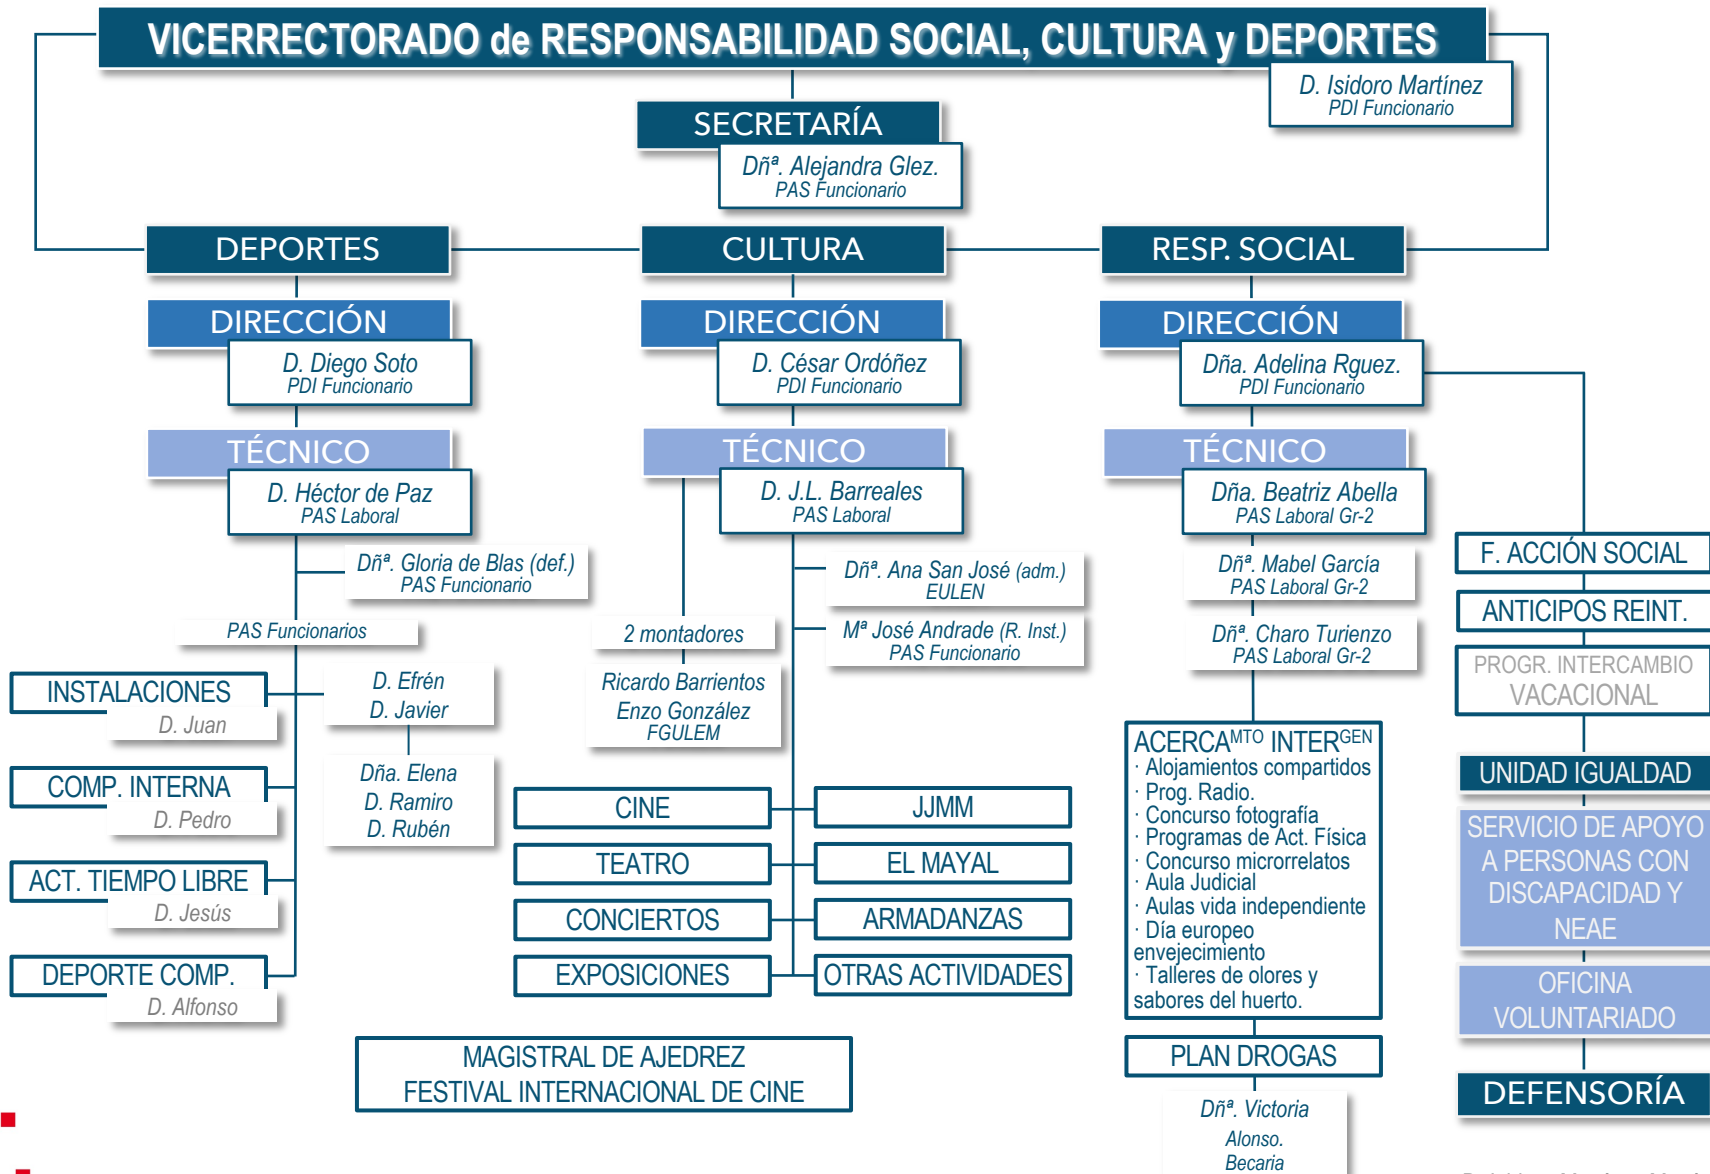 VICERRECTORADO de RESPONSABILIDAD SOCIAL, CULTURA y DEPORTES
D. Isidoro Martínez
PDI Funcionario
SECRETARÍA
Dñª. Alejandra Glez.
PAS Funcionario
DEPORTES
DIRECCIÓN
D. Diego Soto
PDI Funcionario
TÉCNICO
D. Héctor de Paz
PAS Laboral
Dñª. Gloria de Blas (def.)
PAS Funcionario
PAS Funcionarios
INSTALACIONES
D. Juan
D. Efrén
D. Javier
COMP. INTERNA
D. Pedro
Dña. Elena
D. Ramiro
D. Rubén
ACT. TIEMPO LIBRE
D. Jesús
DEPORTE COMP.
D. Alfonso
CULTURA
DIRECCIÓN
D. César Ordóñez
PDI Funcionario
TÉCNICO
D. J.L. Barreales
PAS Laboral
Dñª. Ana San José (adm.)
EULEN
Mª José Andrade (R. Inst.)
PAS Funcionario
2 montadores
Ricardo Barrientos
Enzo González
FGULEM
CINE
JJMM
TEATRO
EL MAYAL
CONCIERTOS
ARMADANZAS
EXPOSICIONES
OTRAS ACTIVIDADES
MAGISTRAL DE AJEDREZ
FESTIVAL INTERNACIONAL DE CINE
RESP. SOCIAL
DIRECCIÓN
Dña. Adelina Rguez.
PDI Funcionario
TÉCNICO
Dña. Beatriz Abella
PAS Laboral Gr-2
Dñª. Mabel García
PAS Laboral Gr-2
Dñª. Charo Turienzo
PAS Laboral Gr-2
ACERCAMTO INTERGEN
· Alojamientos compartidos
· Prog. Radio.
· Concurso fotografía
· Programas de Act. Física
· Concurso microrrelatos
· Aula Judicial
· Aulas vida independiente
· Día europeo
envejecimiento
· Talleres de olores y
sabores del huerto.
PLAN DROGAS
Dñª. Victoria
Alonso.
Becaria
F. ACCIÓN SOCIAL
ANTICIPOS REINT.
PROGR. INTERCAMBIO
VACACIONAL
UNIDAD IGUALDAD
SERVICIO DE APOYO
A PERSONAS CON
DISCAPACIDAD Y
NEAE
OFICINA
VOLUNTARIADO
DEFENSORÍA